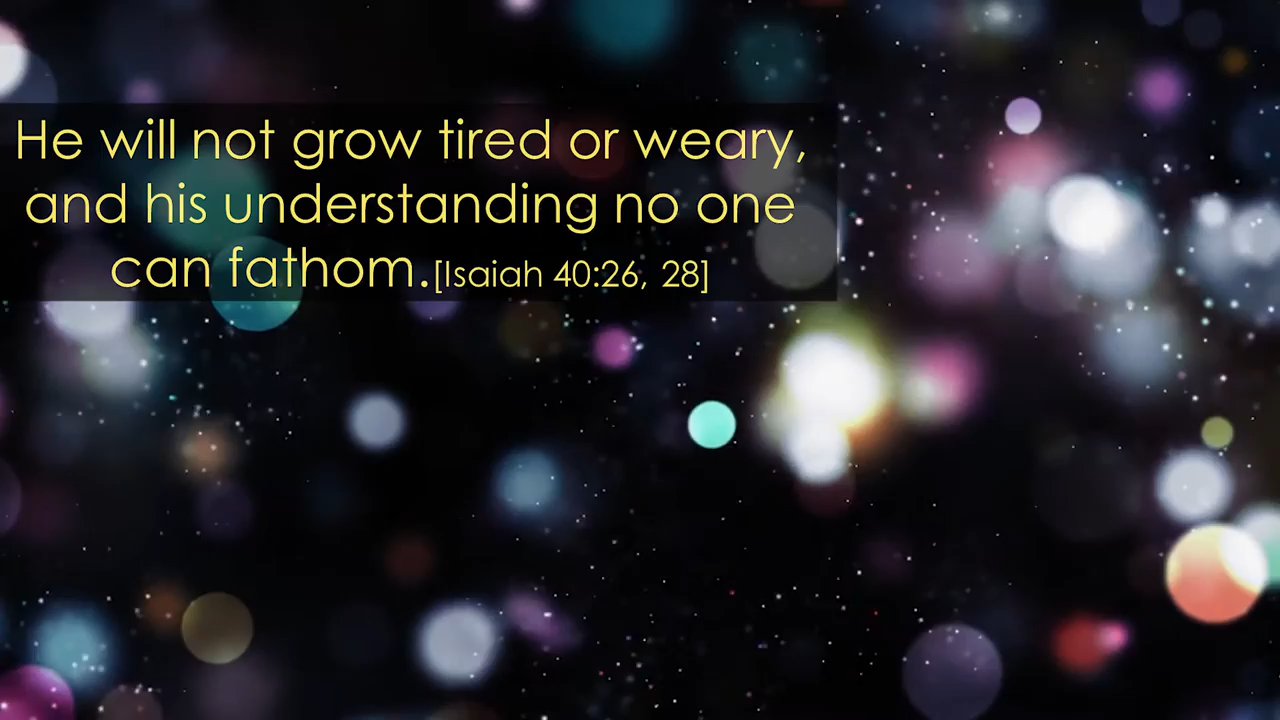 He will not grow tired or weary,
and his understanding no one
can fathom.[Isaiah 40:26, 28]